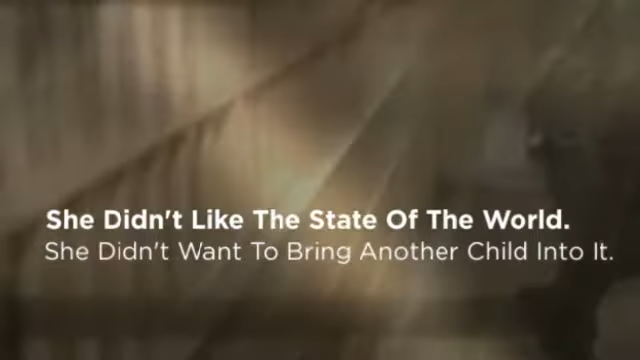 She Didn't Like The State Of The World.
She Didn't Want To Bring Another Child Into It.